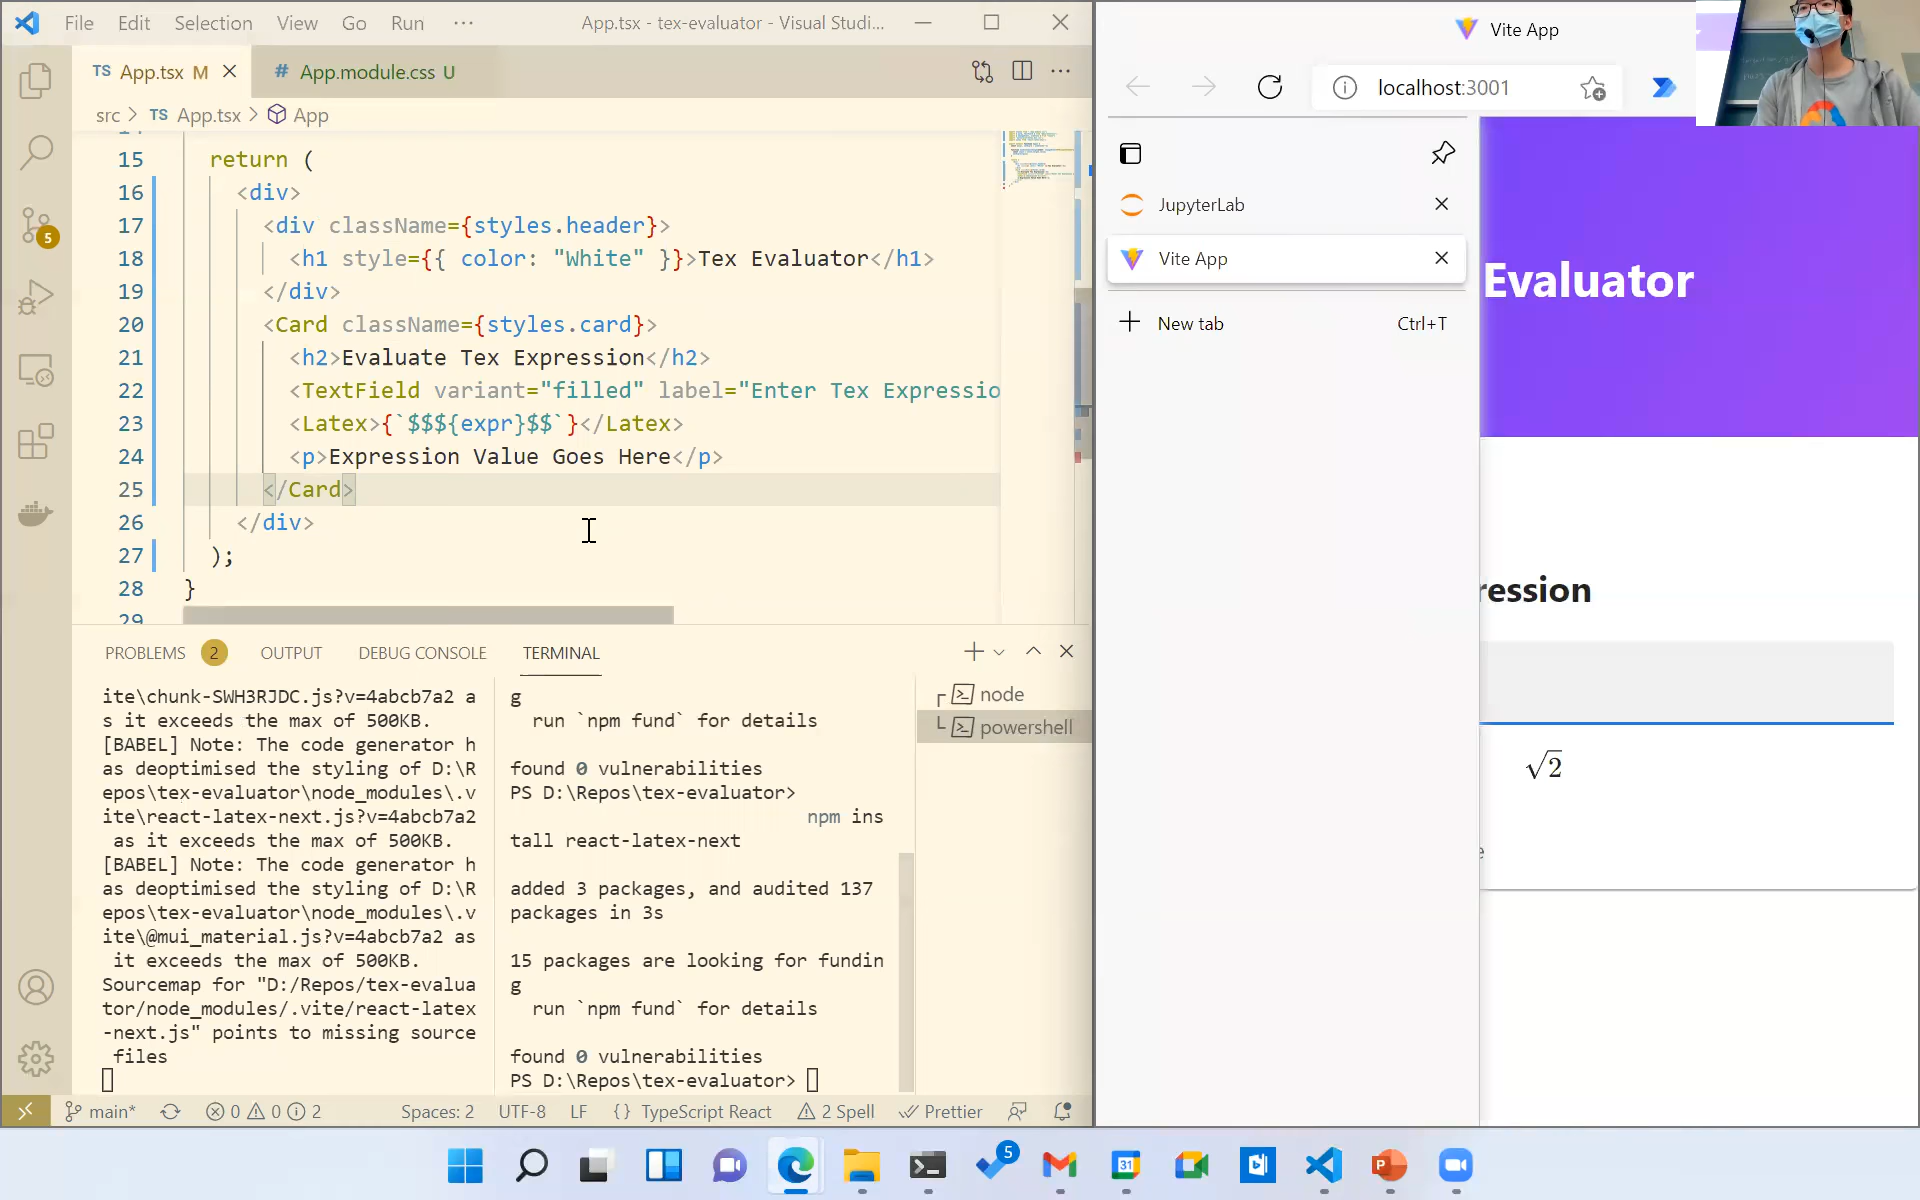 File Edit Selection View Go Run ··· App.tsx - tex-evaluator - Visual Studi...
TS App.tsx M # App.module.css U
src > TS App.tsx > App
15 return (
16 <div>
17 <div className={styles.header}>
18 <h1 style={{ color: "White" }}>Tex Evaluator</h1>
19 </div>
20 <Card className={styles.card}>
21 <h2>Evaluate Tex Expression</h2>
22 <TextField variant="filled" label="Enter Tex Expressio
23 <Latex>{`$$${expr}$$`}</Latex>
24 <p>Expression Value Goes Here</p>
25 </Card>
26 </div>
27 );
28 }
29
5
PROBLEMS 2 OUTPUT DEBUG CONSOLE TERMINAL
ite\chunk-SWH3RJDC.js?v=4abcb7a2 a
s it exceeds the max of 500KB.
[BABEL] Note: The code generator h
as deoptimised the styling of D:\R
epos\tex-evaluator\node_modules\.v
ite\react-latex-next.js?v=4abcb7a2
as it exceeds the max of 500KB.
[BABEL] Note: The code generator h
as deoptimised the styling of D:\R
epos\tex-evaluator\node_modules\.v
ite\@mui_material.js?v=4abcb7a2 as
it exceeds the max of 500KB.
Sourcemap for "D:/Repos/tex-evalua
tor/node_modules/.vite/react-latex
-next.js" points to missing source
files
g
run `npm fund` for details
found 0 vulnerabilities
PS D:\Repos\tex-evaluator>
npm ins
tall react-latex-next
added 3 packages, and audited 137
packages in 3s
15 packages are looking for fundin
g
run `npm fund` for details
found 0 vulnerabilities
PS D:\Repos\tex-evaluator>
node
powershell
main* 0 0 2 Spaces: 2 UTF-8 LF {} TypeScript React 2 Spell Prettier
Vite App
localhost:3001
JupyterLab
Vite App
New tab Ctrl+T
Evaluator
ression
√2
5
31